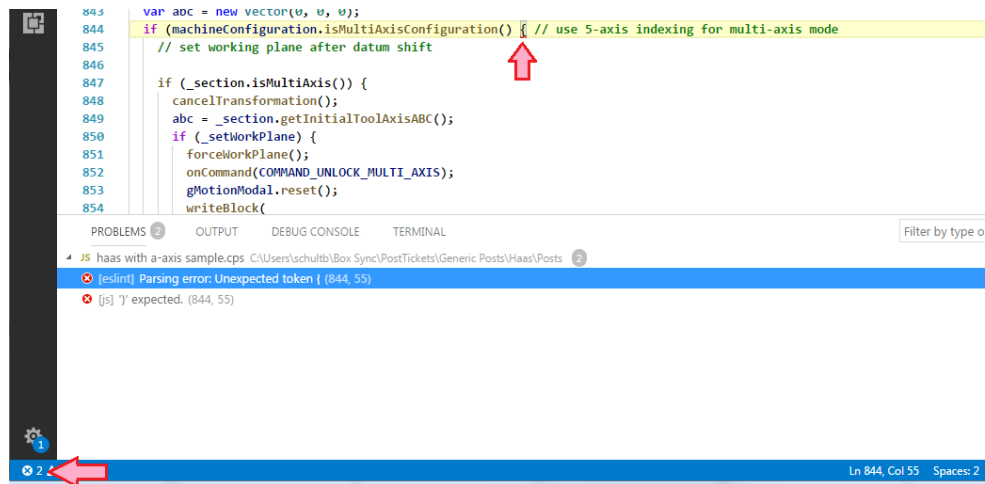 843 var abc = new Vector(0, 0, 0);
844 if (machineConfiguration.isMultiAxisConfiguration() { // use 5-axis indexing for multi-axis mode
845 // set working plane after datum shift
846
847 if (_section.isMultiAxis()) {
848 cancelTransformation();
849 abc = _section.getInitialToolAxisABC();
850 if (_setWorkPlane) {
851 forceWorkPlane();
852 onCommand(COMMAND_UNLOCK_MULTI_AXIS);
853 gMotionModal.reset();
854 writeBlock(
PROBLEMS 2 OUTPUT DEBUG CONSOLE TERMINAL Filter by type o
JS haas with a-axis sample.cps C:\Users\schultb\Box Sync\PostTickets\Generic Posts\Haas\Posts 2
[eslint] Parsing error: Unexpected token { (844, 55)
[js] ')' expected. (844, 55)
1
2 Ln 844, Col 55 Spaces: 2